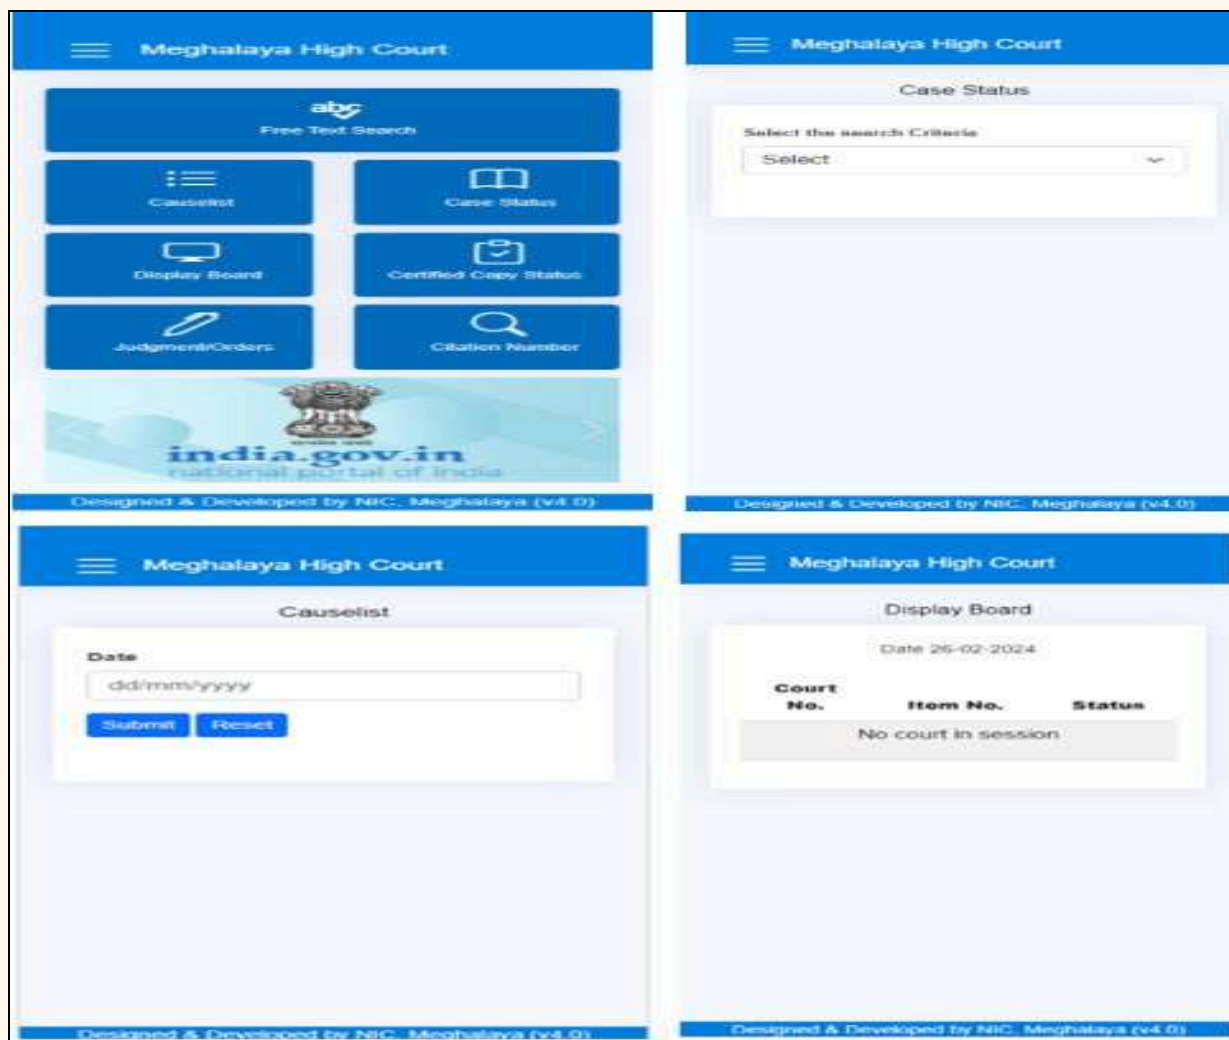 Meghalaya High Court
abc
Free Text Search
Causelist
Case Status
Display Board
Certified Copy Status
Judgment/Orders
Citation Number
india.gov.in
national portal of india
Designed & Developed by NIC, Meghalaya (v4.0)
Meghalaya High Court
Case Status
Select the search Criteria
Select
Designed & Developed by NIC, Meghalaya (v4.0)
Meghalaya High Court
Causelist
Date
dd/mm/yyyy
Submit Reset
Designed & Developed by NIC, Meghalaya (v4.0)
Meghalaya High Court
Display Board
Date 26-02-2024
Court
No. Item No. Status
No court in session
Designed & Developed by NIC, Meghalaya (v4.0)